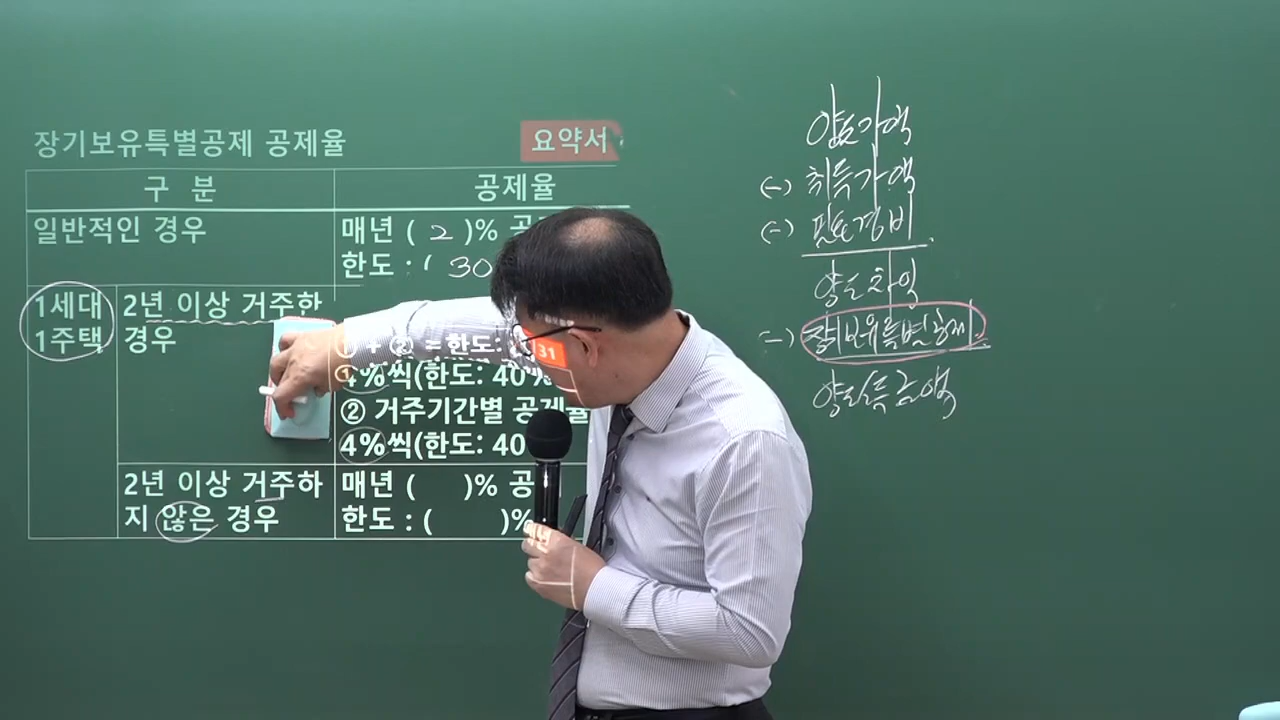 장기보유특별공제 공제율
요약서
구 분
공제율
일반적인 경우
매년 ( 2 )% 공
한도 : ( 30
1세대
1주택
2년 이상 거주한
경우
+ ② = 한도:
31
① 4%씩(한도: 40%
② 거주기간별 공제율
4%씩(한도: 40
2년 이상 거주하
지 않은 경우
매년 ( )% 공
한도 : ( )%
양도가액
(-) 취득가액
(-) 필요경비
양도차익
(-) 장기보유특별공제
양도소득금액